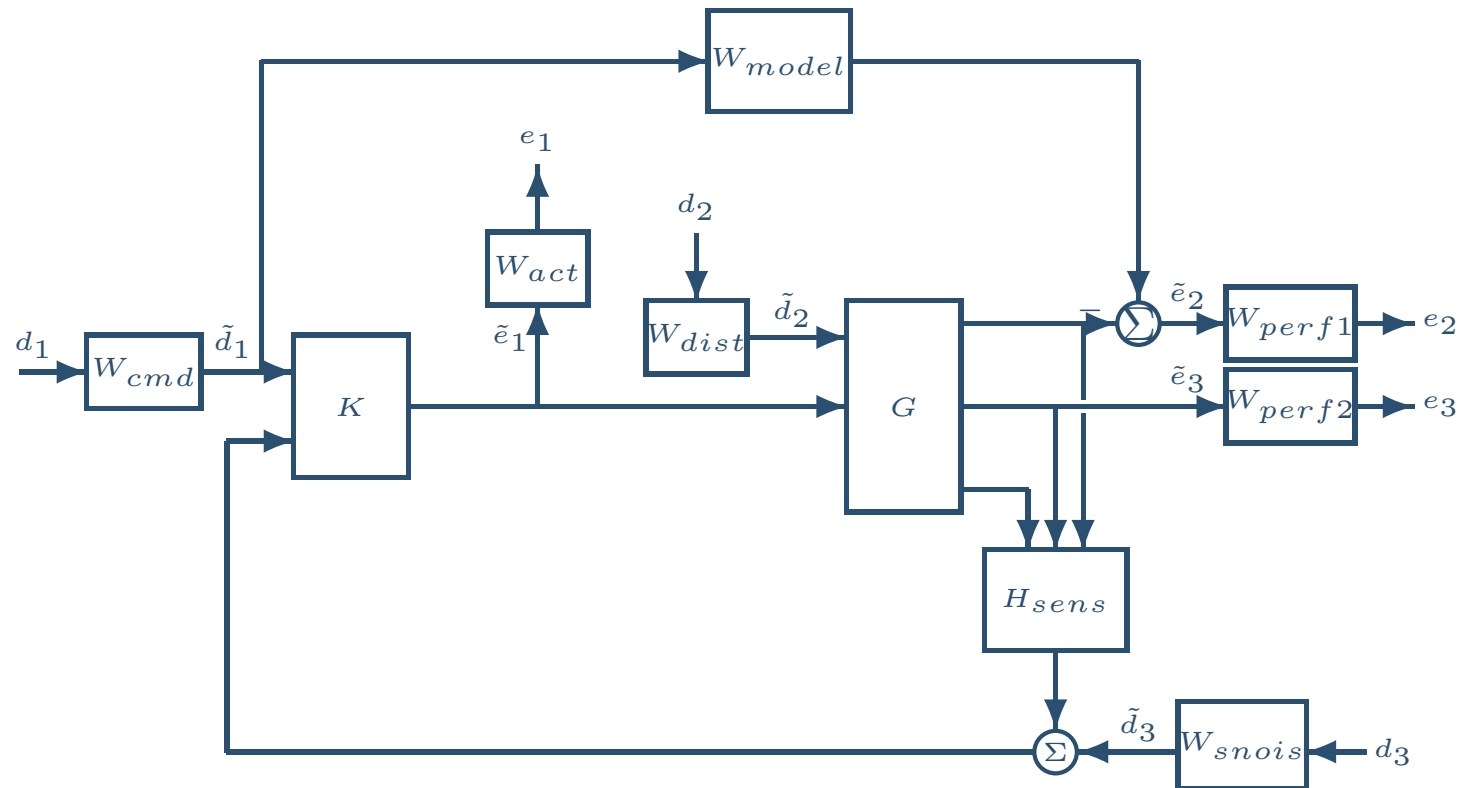 W_model
e_1
d_2
W_act
d̃_2
ẽ_2
d_1
d̃_1
ẽ_1
W_dist
−
Σ
W_perf1
e_2
W_cmd
ẽ_3
K
G
W_perf2
e_3
H_sens
d̃_3
Σ
W_snois
d_3